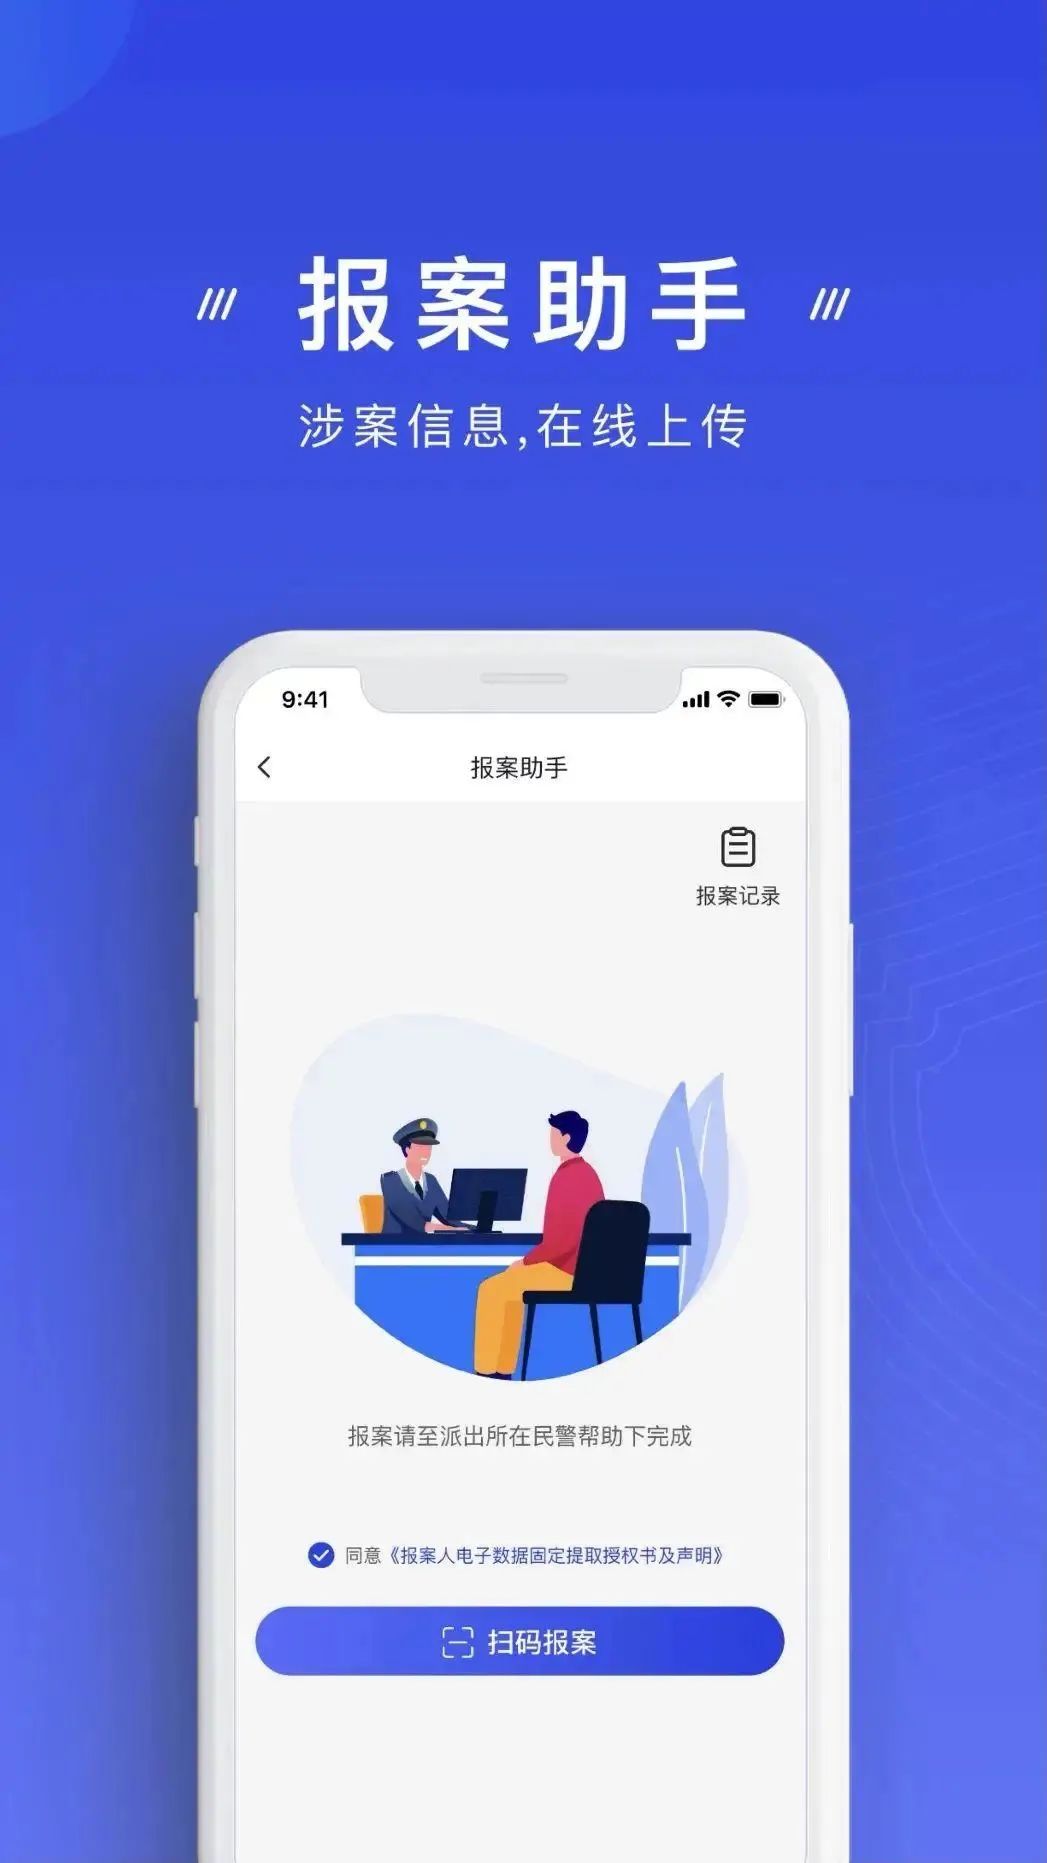 报案助手
涉案信息,在线上传
9:41
报案助手
报案记录
报案请至派出所在民警帮助下完成
同意《报案人电子数据固定提取授权书及声明》
扫码报案